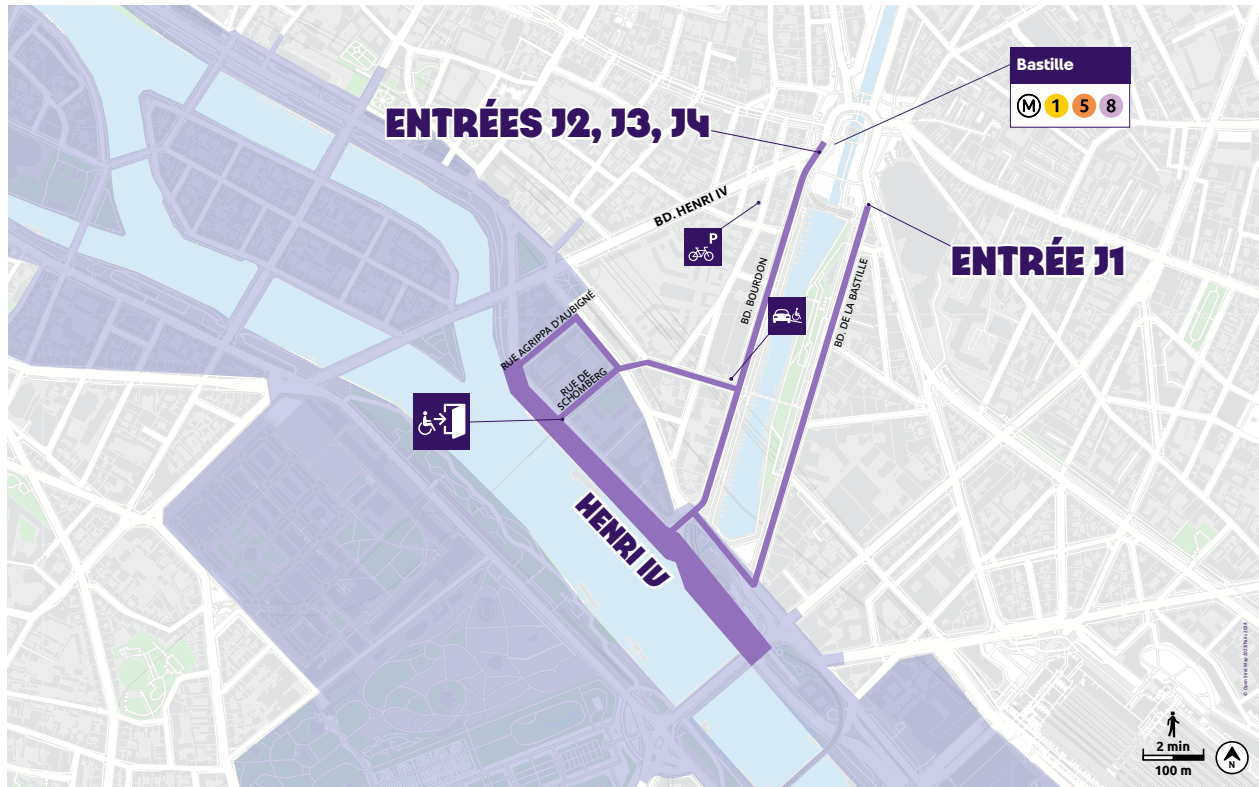 Bastille
M 1 5 8
ENTRÉES J2, J3, J4
BD. HENRI IV
P
ENTRÉE J1
BD. BOURDON
BD. DE LA BASTILLE
RUE AGRIPPA D'AUBIGNÉ
RUE DE
SCHOMBERG
HENRI IV
2 min
100 m
N